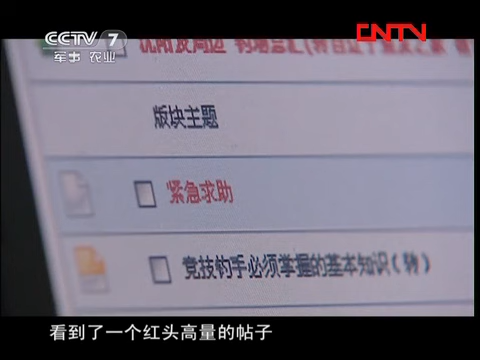 CCTV 7
军事 农业
CNTV
版块主题
紧急求助
竞技钓手必须掌握的基本知识(转)
看到了一个红头高量的帖子